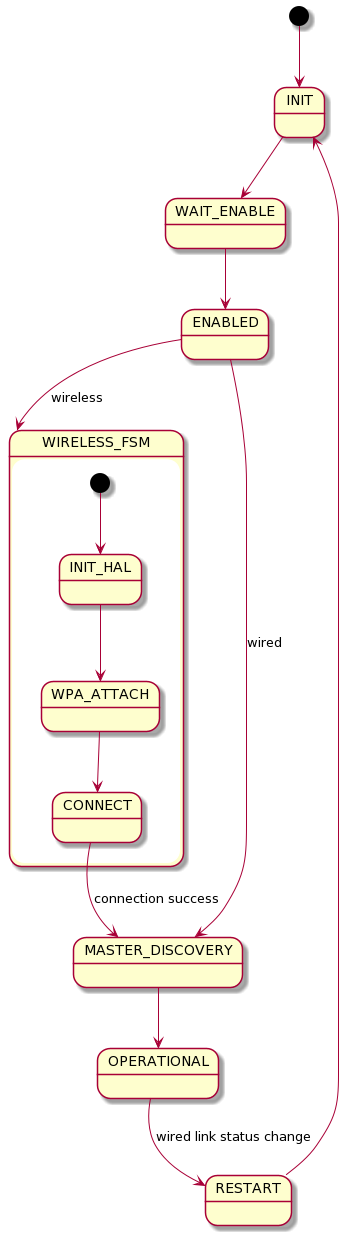 INIT
WAIT_ENABLE
ENABLED
wireless
WIRELESS_FSM
INIT_HAL
wired
WPA_ATTACH
CONNECT
connection success
MASTER_DISCOVERY
OPERATIONAL
wired link status change
RESTART